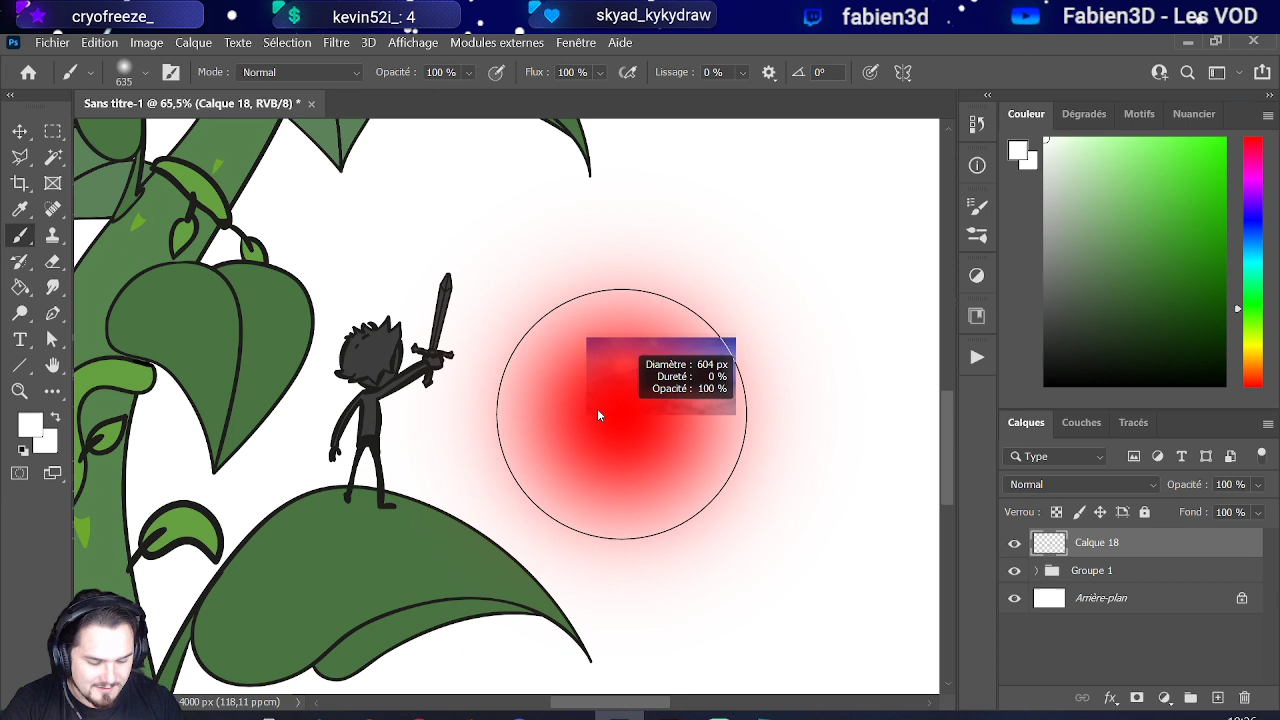 cryofreeze_
kevin52i_: 4
skyad_kykydraw
fabien3d
Fabien3D - Les VOD
Ps Fichier Edition Image Calque Texte Sélection Filtre 3D Affichage Modules externes Fenêtre Aide
635 Mode : Normal Opacité : 100 % Flux : 100 % Lissage : 0 % 0°
Sans titre-1 @ 65,5% (Calque 18, RVB/8) *
Couleur Dégradés Motifs Nuancier
Diamètre : 604 px
Dureté : 0 %
Opacité : 100 %
Calques Couches Tracés
Type
Normal Opacité : 100 %
Verrou : Fond : 100 %
Calque 18
Groupe 1
Arrière-plan
fx
4000 px (118,11 ppcm)